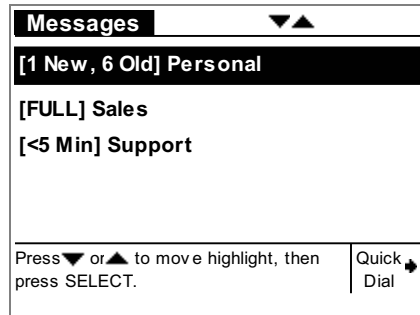 Messages ▼▲
[1 New, 6 Old] Personal
[FULL] Sales
[<5 Min] Support
Press▼ or▲ to move highlight, then
press SELECT.
Quick
Dial